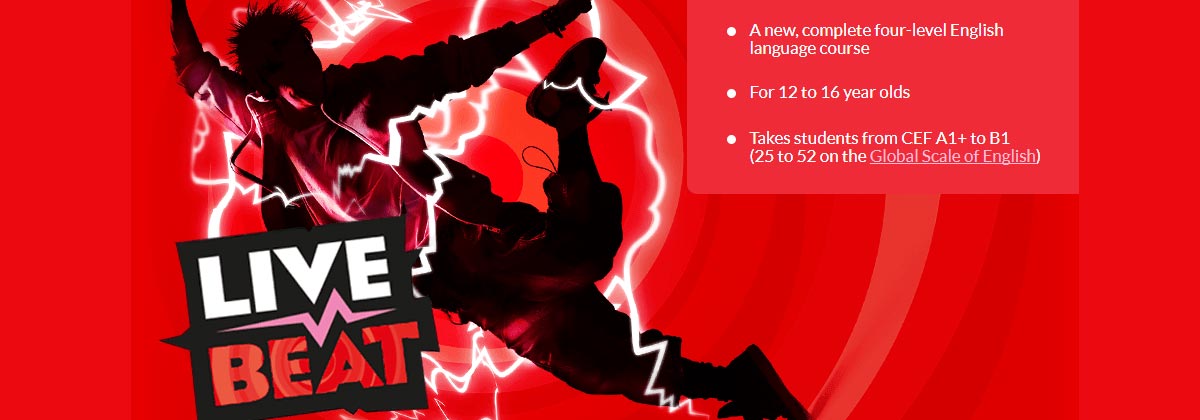 A new, complete four-level English
language course
For 12 to 16 year olds
Takes students from CEF A1+ to B1
(25 to 52 on the Global Scale of English)
LIVE
BEAT